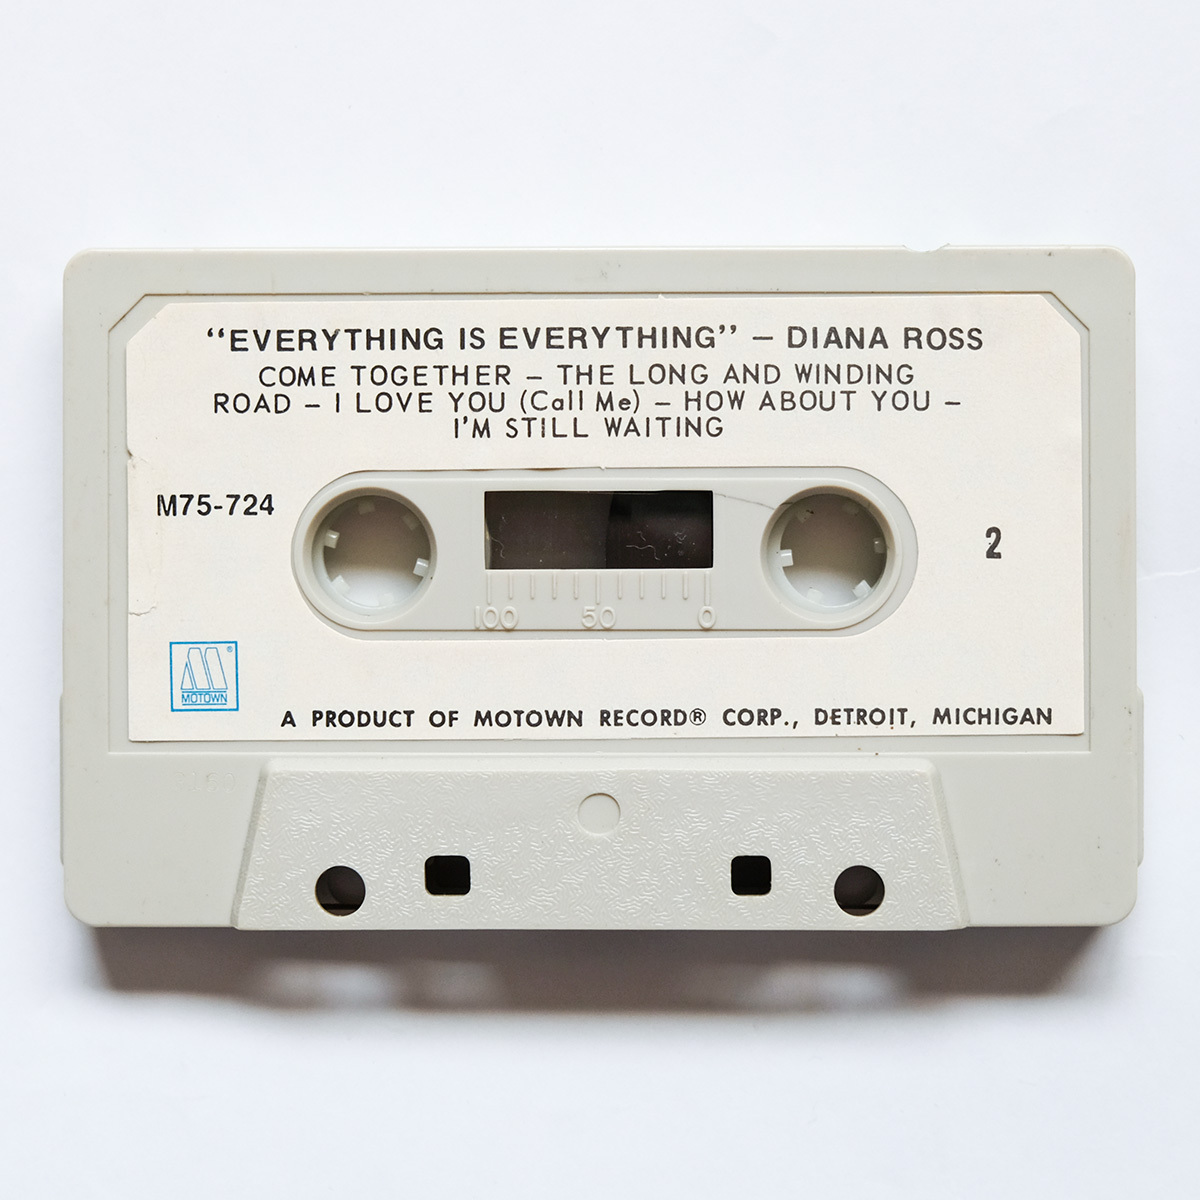 “EVERYTHING IS EVERYTHING” – DIANA ROSS
COME TOGETHER – THE LONG AND WINDING
ROAD – I LOVE YOU (Call Me) – HOW ABOUT YOU –
I'M STILL WAITING
M75-724
2
100 50 0
®
MOTOWN
A PRODUCT OF MOTOWN RECORD® CORP., DETROIT, MICHIGAN